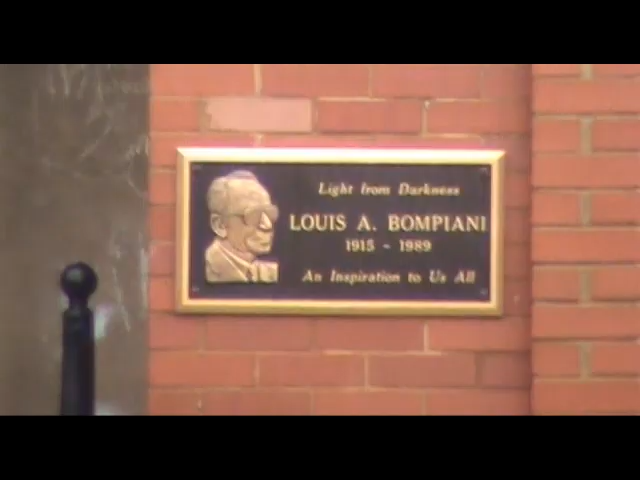 Light from Darkness
LOUIS A. BOMPIANI
1915 - 1989
An Inspiration to Us All